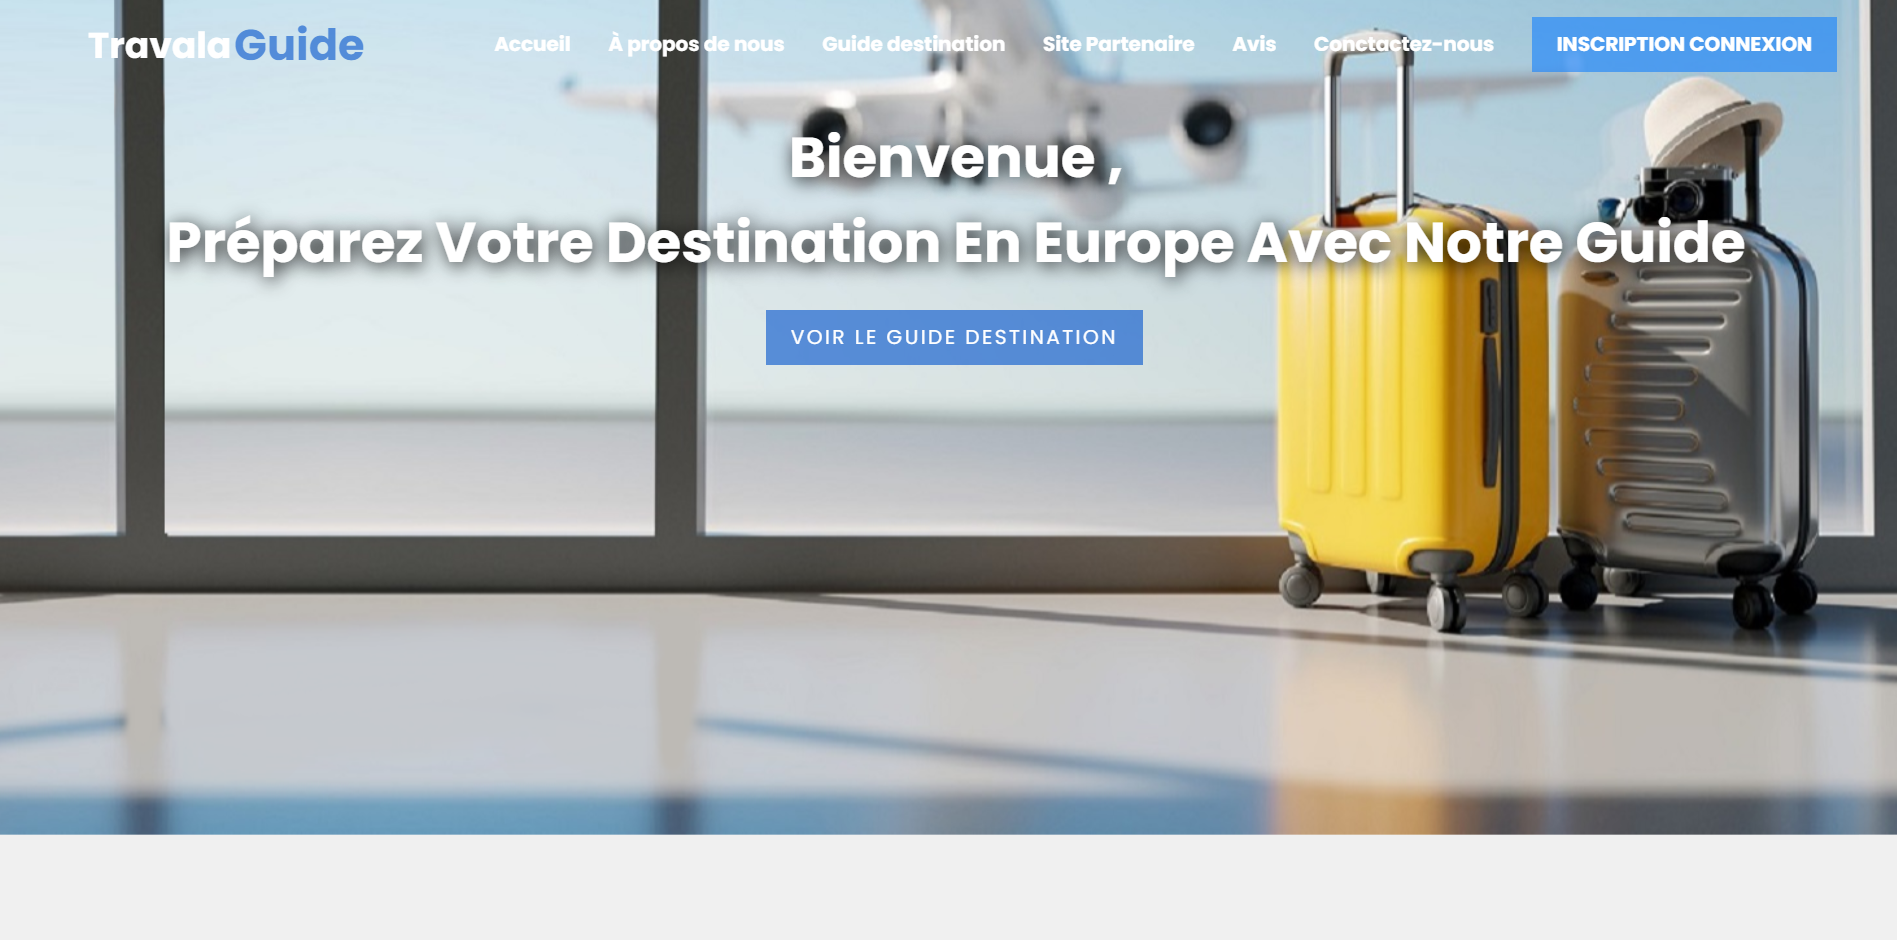 Travala Guide
Accueil À propos de nous Guide destination Site Partenaire Avis Conctactez-nous INSCRIPTION CONNEXION
Bienvenue ,
Préparez Votre Destination En Europe Avec Notre Guide
VOIR LE GUIDE DESTINATION